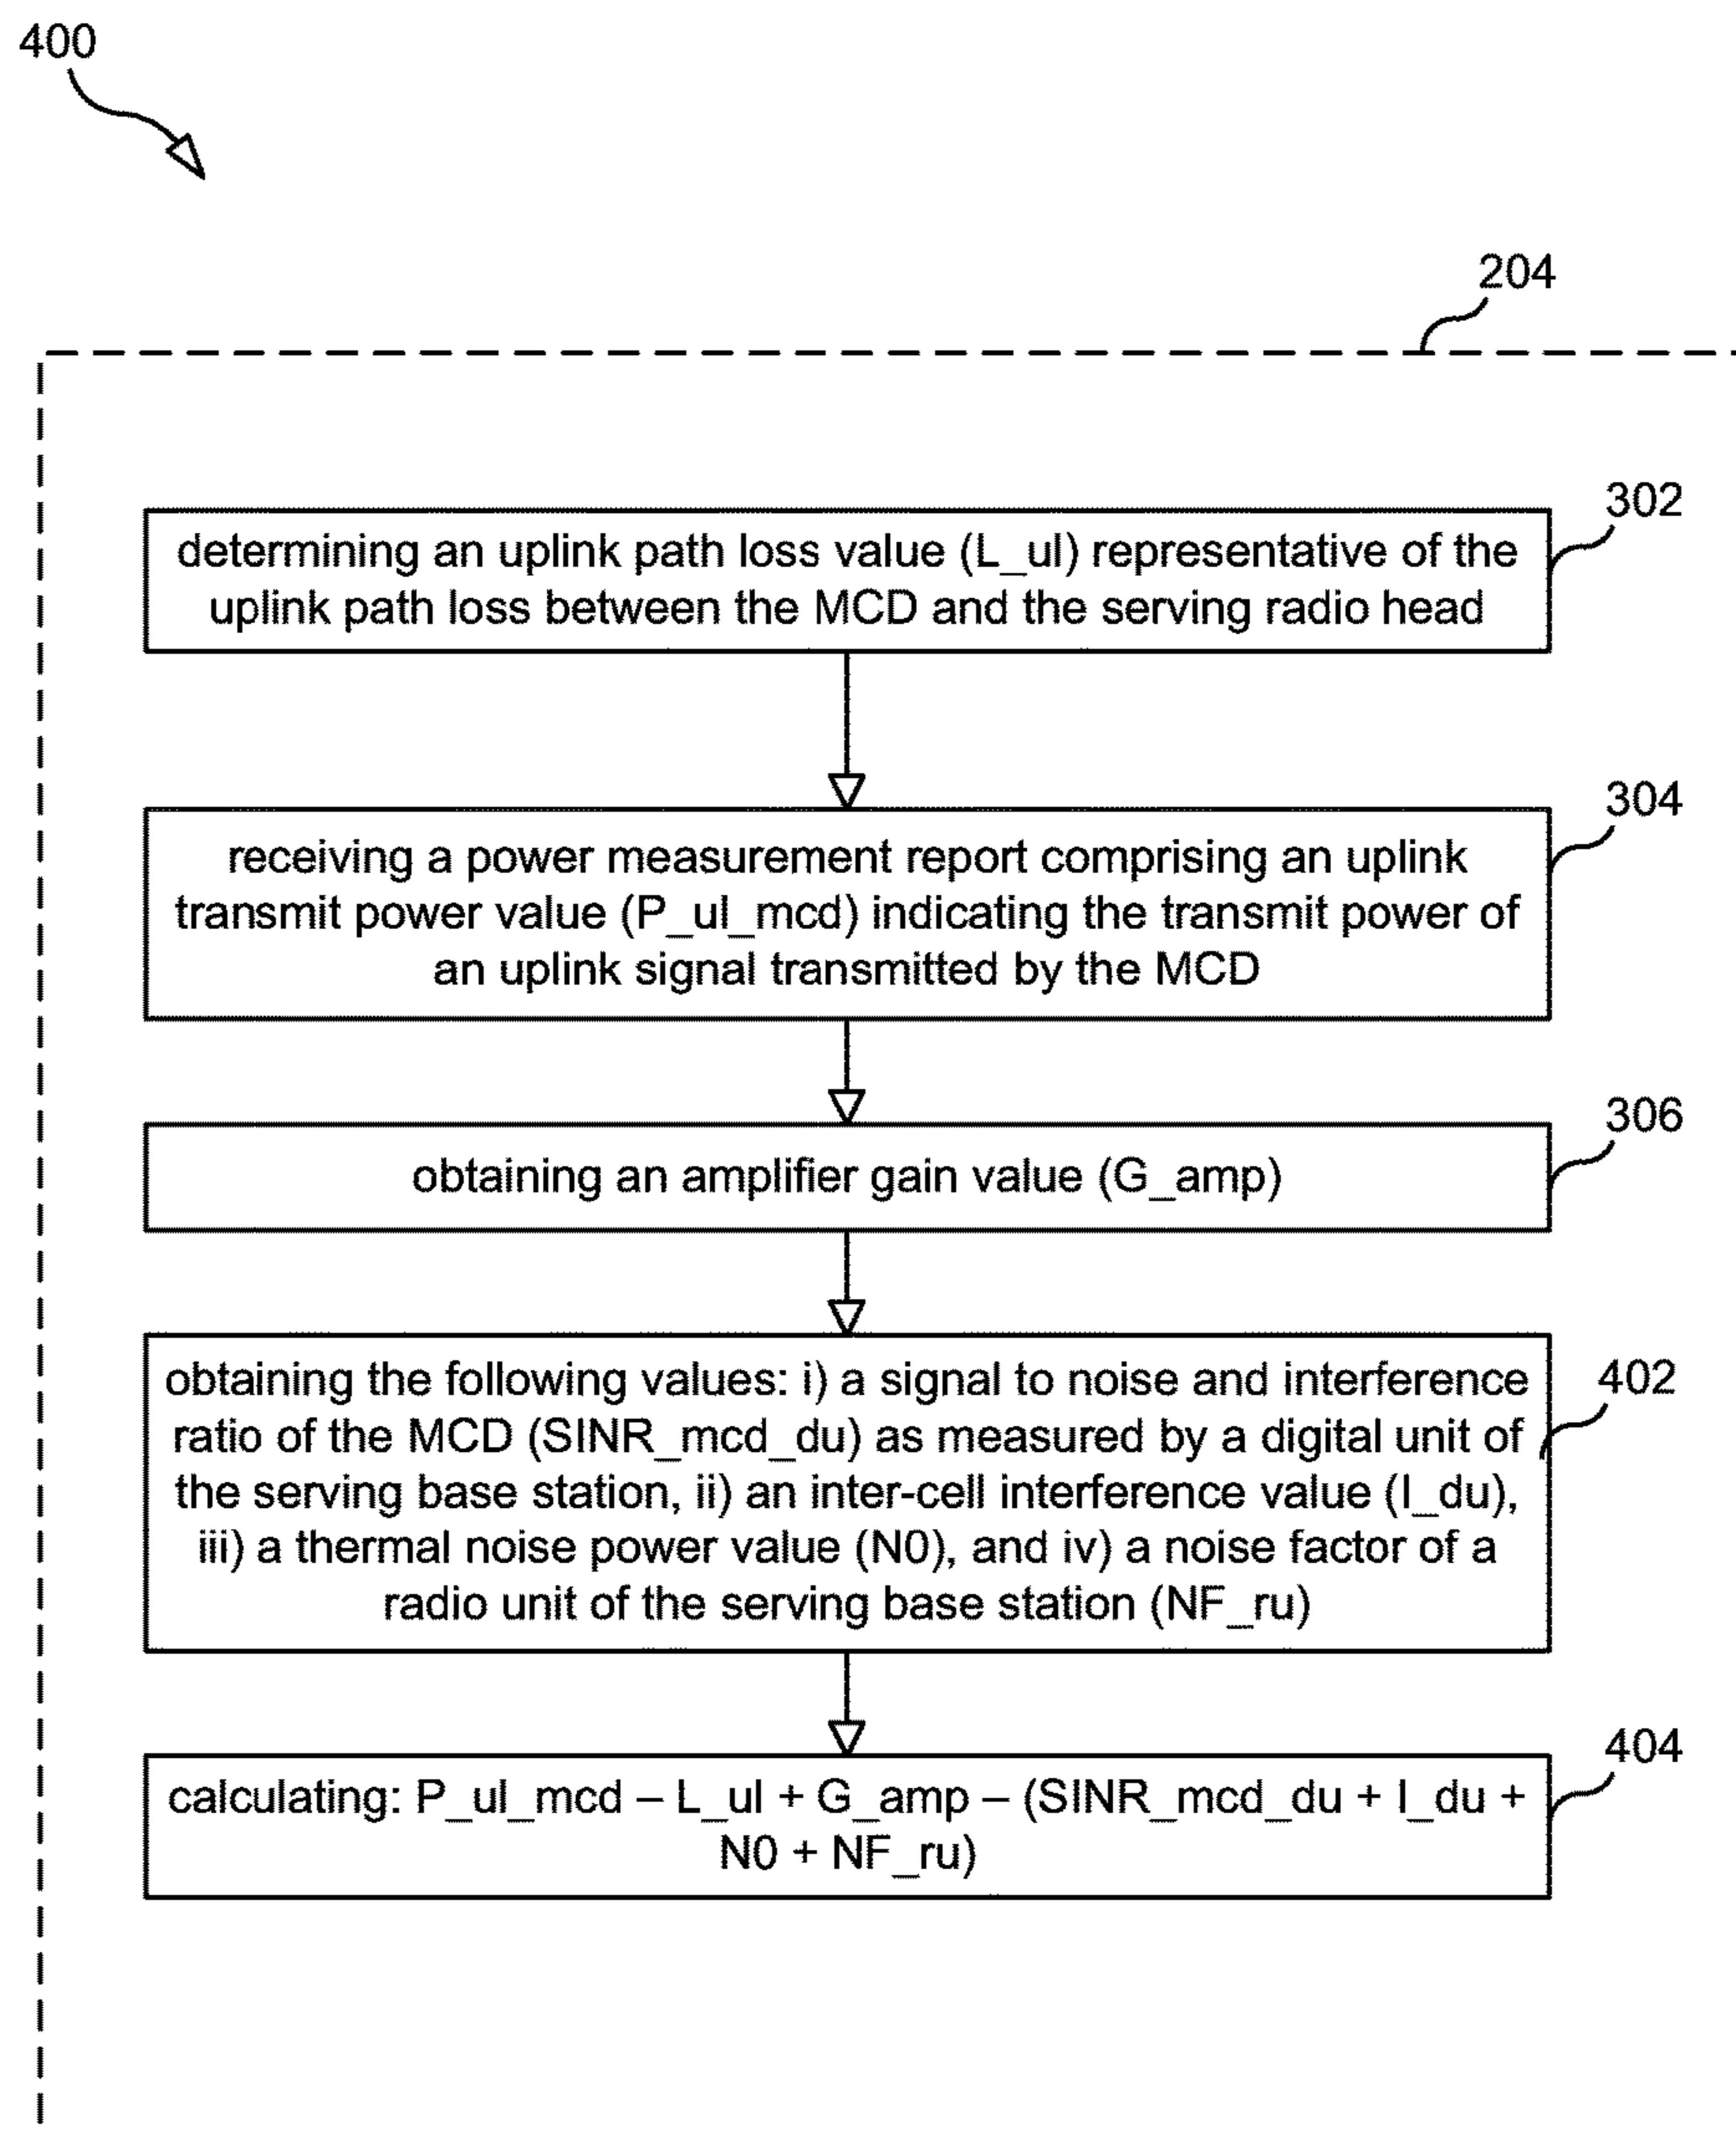 400
204
302
determining an uplink path loss value (L_ul) representative of the
uplink path loss between the MCD and the serving radio head
304
receiving a power measurement report comprising an uplink
transmit power value (P_ul_mcd) indicating the transmit power of
an uplink signal transmitted by the MCD
306
obtaining an amplifier gain value (G_amp)
402
obtaining the following values: i) a signal to noise and interference
ratio of the MCD (SINR_mcd_du) as measured by a digital unit of
the serving base station, ii) an inter-cell interference value (I_du),
iii) a thermal noise power value (N0), and iv) a noise factor of a
radio unit of the serving base station (NF_ru)
404
calculating: P_ul_mcd – L_ul + G_amp – (SINR_mcd_du + I_du +
N0 + NF_ru)